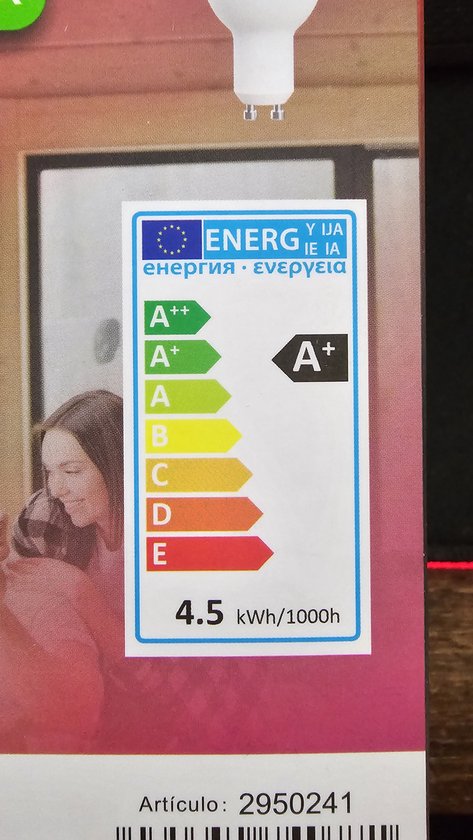 ENERG Y IJA
IE IA
енергия · ενεργεια
A++
A+
A+
A
B
C
D
E
4.5 kWh/1000h
Artículo: 2950241